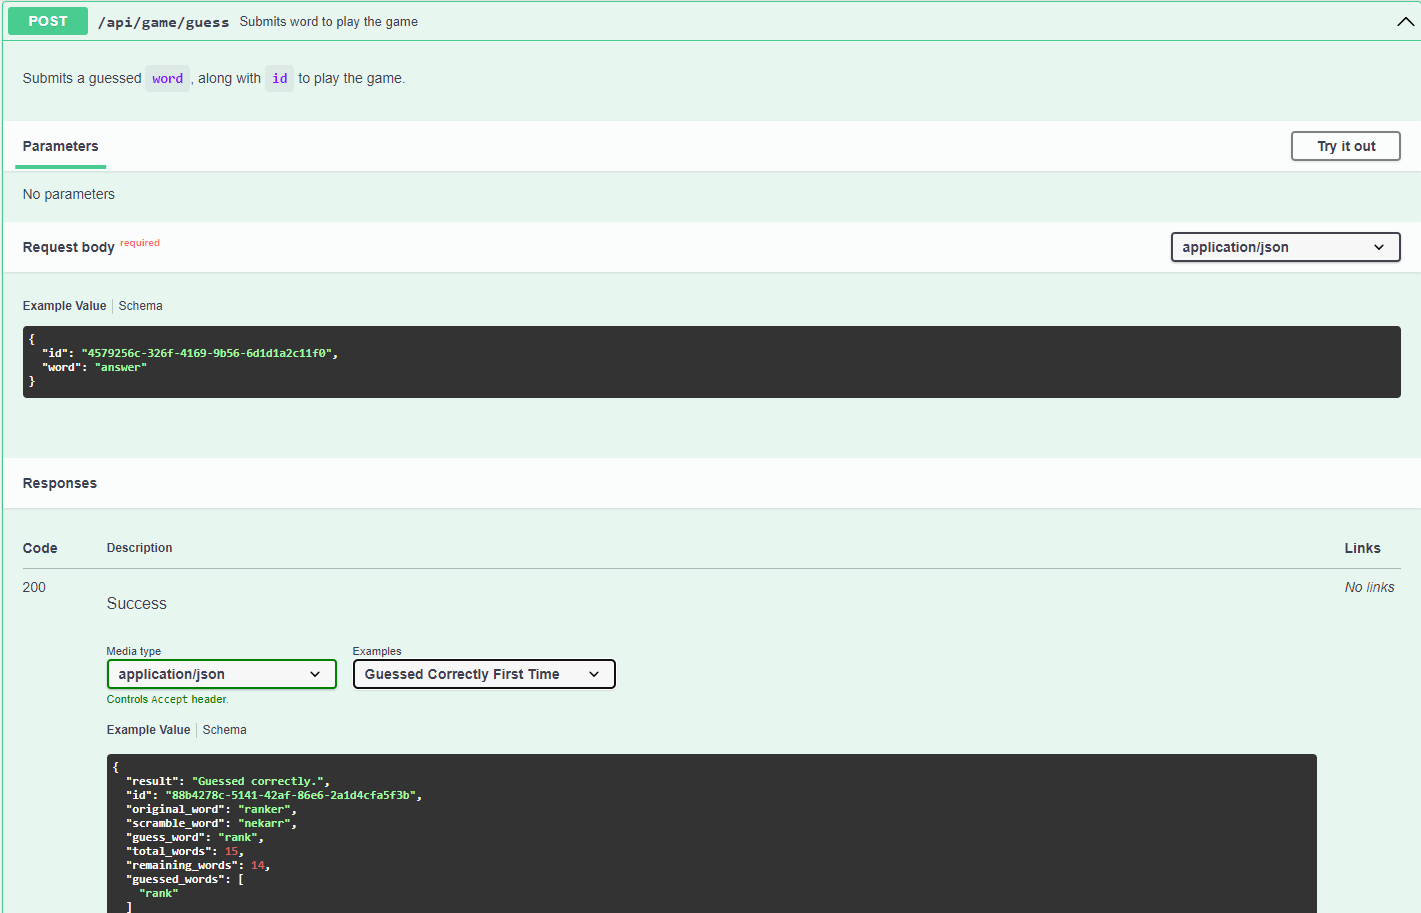 POST /api/game/guess Submits word to play the game
Submits a guessed word , along with id to play the game.
Parameters Try it out
No parameters
Request body required application/json
Example Value Schema
{
"id": "4579256c-326f-4169-9b56-6d1d1a2c11f0",
"word": "answer"
}
Responses
Code Description Links
200 Success No links
Media type Examples
application/json Guessed Correctly First Time
Controls Accept header.
Example Value Schema
{
"result": "Guessed correctly.",
"id": "88b4278c-5141-42af-86e6-2a1d4cfa5f3b",
"original_word": "ranker",
"scramble_word": "nekarr",
"guess_word": "rank",
"total_words": 15,
"remaining_words": 14,
"guessed_words": [
"rank"
]